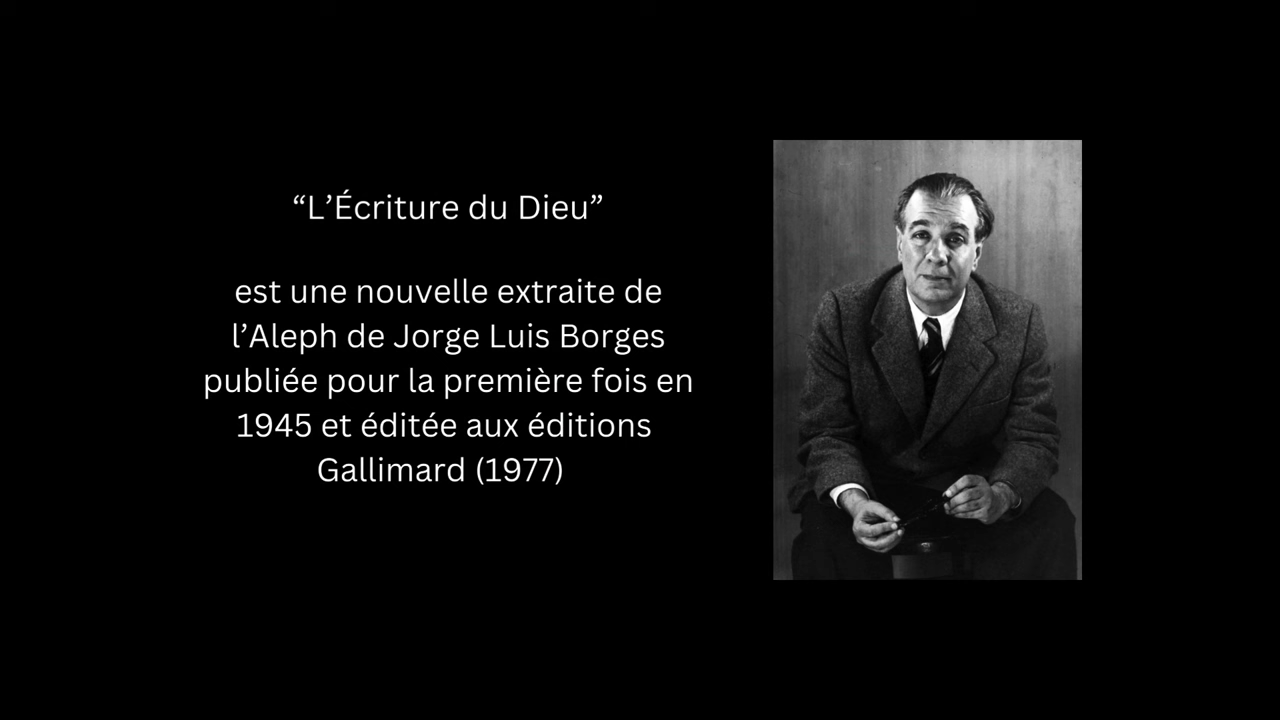 “L’Écriture du Dieu”
est une nouvelle extraite de
l’Aleph de Jorge Luis Borges
publiée pour la première fois en
1945 et éditée aux éditions
Gallimard (1977)